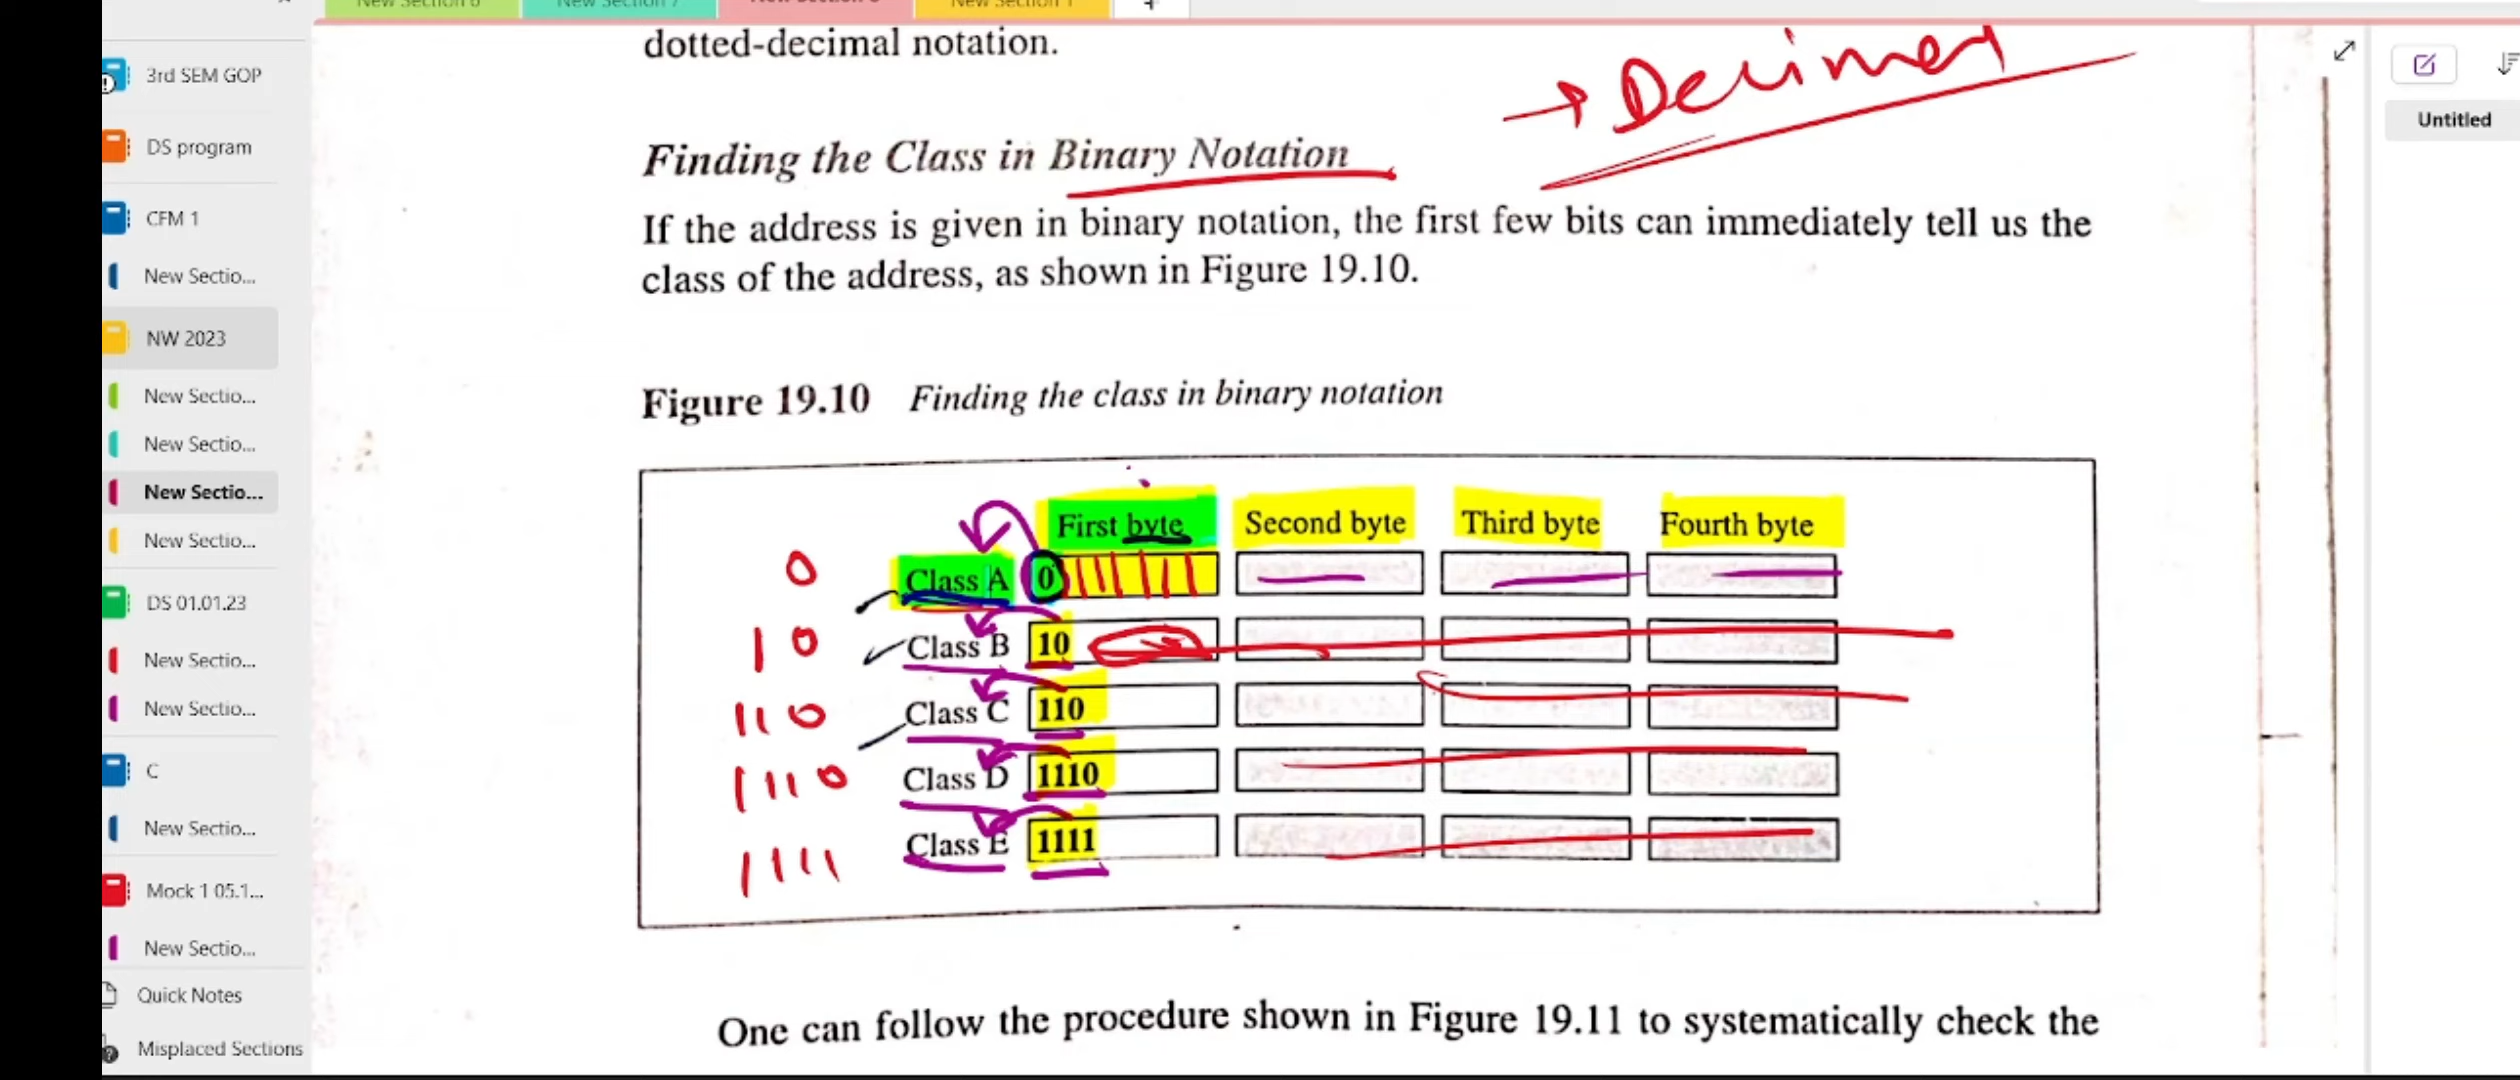 New Section 7
New Section 1
3rd SEM GOP
DS program
CFM 1
New Sectio...
NW 2023
New Sectio...
New Sectio...
New Sectio...
New Sectio...
DS 01.01.23
New Sectio...
New Sectio...
C
New Sectio...
Mock 1 05.1...
New Sectio...
Quick Notes
Misplaced Sections
dotted-decimal notation.
→ Decimal
Finding the Class in Binary Notation
If the address is given in binary notation, the first few bits can immediately tell us the
class of the address, as shown in Figure 19.10.
Figure 19.10 Finding the class in binary notation
First byte Second byte Third byte Fourth byte
0 Class A 0
10 Class B 10
110 Class C 110
1110 Class D 1110
1111 Class E 1111
One can follow the procedure shown in Figure 19.11 to systematically check the
Untitled